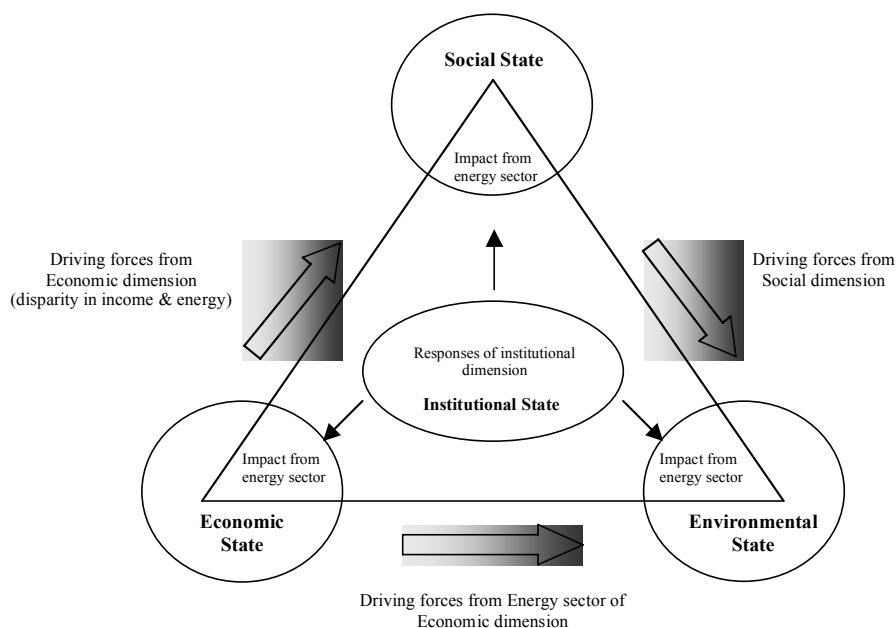 Social State
Impact from
energy sector
Driving forces from
Economic dimension
(disparity in income & energy)
Driving forces from
Social dimension
Responses of institutional
dimension
Institutional State
Impact from
energy sector
Economic
State
Impact from
energy sector
Environmental
State
Driving forces from Energy sector of
Economic dimension